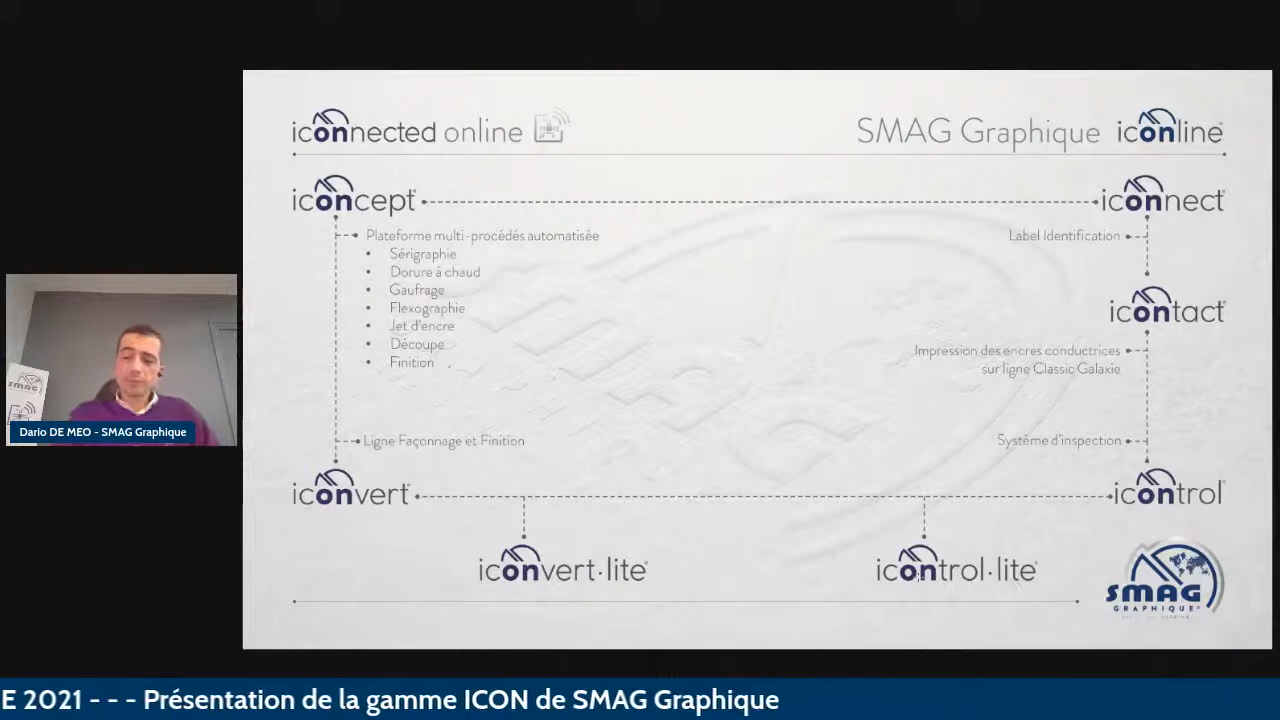 iconnected online
SMAG Graphique iconline®
iconcept®
iconnect®
Plateforme multi-procédés automatisée
• Sérigraphie
• Dorure à chaud
• Gaufrage
• Flexographie
• Jet d'encre
• Découpe
• Finition
Label Identification
icontact®
Impression des encres conductrices
sur ligne Classic Galaxie
Ligne Façonnage et Finition
Système d'inspection
iconvert®
icontrol®
iconvert·lite®
icontrol·lite®
SMAG
GRAPHIQUE®
SMAG
Dario DE MEO - SMAG Graphique
E 2021 - - - Présentation de la gamme ICON de SMAG Graphique